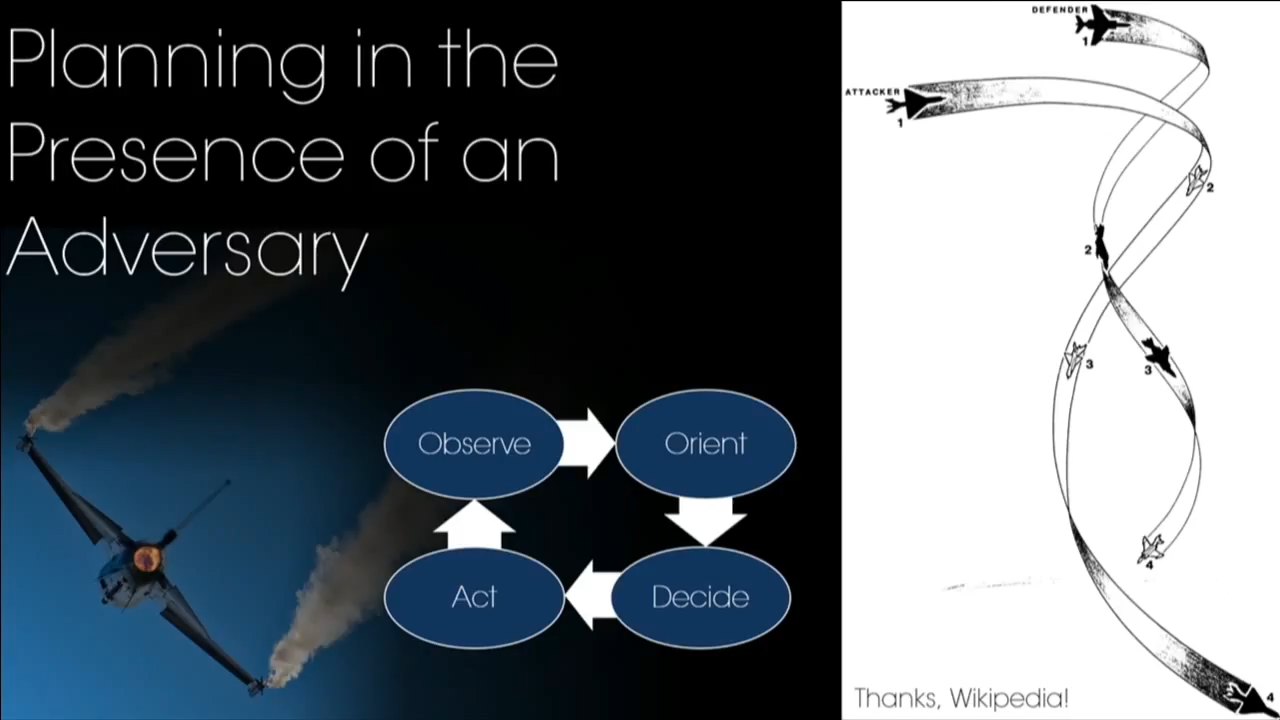 Planning in the
Presence of an
Adversary
Observe
Orient
Act
Decide
DEFENDER
1
ATTACKER
1
2
2
3
3
4
4
Thanks, Wikipedia!